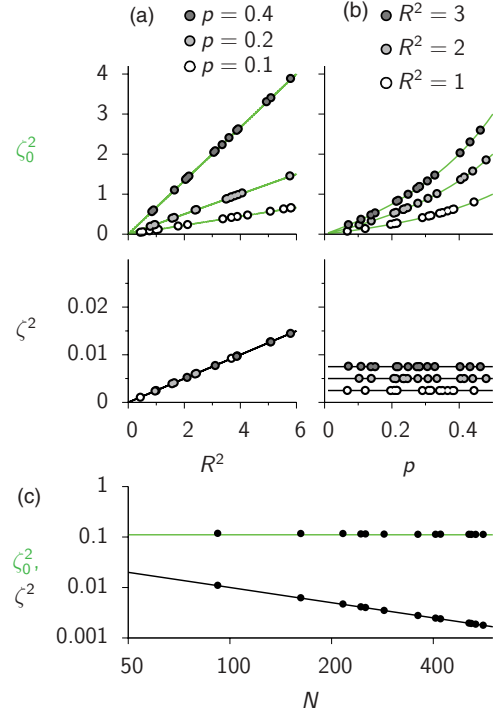 (a)
p = 0.4
p = 0.2
p = 0.1
(b)
R² = 3
R² = 2
R² = 1
4
3
2
1
0
ζ₀²
0.02
0.01
0
ζ²
0 2 4 6
R²
0 0.2 0.4
p
(c)
1
0.1
0.01
0.001
ζ₀²,
ζ²
50 100 200 400
N